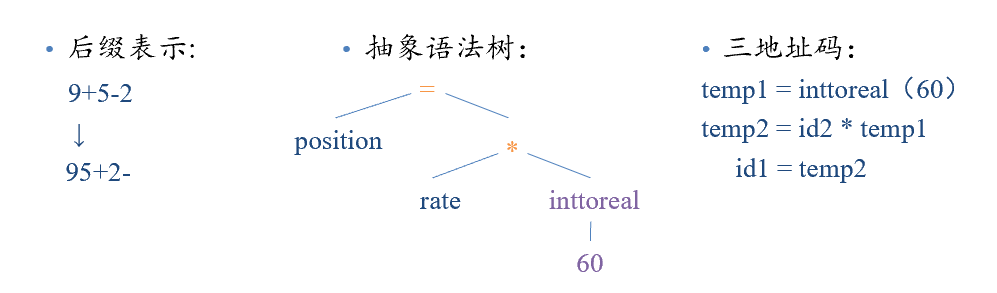 • 后缀表示:
9+5-2
↓
95+2-
• 抽象语法树：
=
position
*
rate
inttoreal
60
• 三地址码：
temp1 = inttoreal（60）
temp2 = id2 * temp1
id1 = temp2